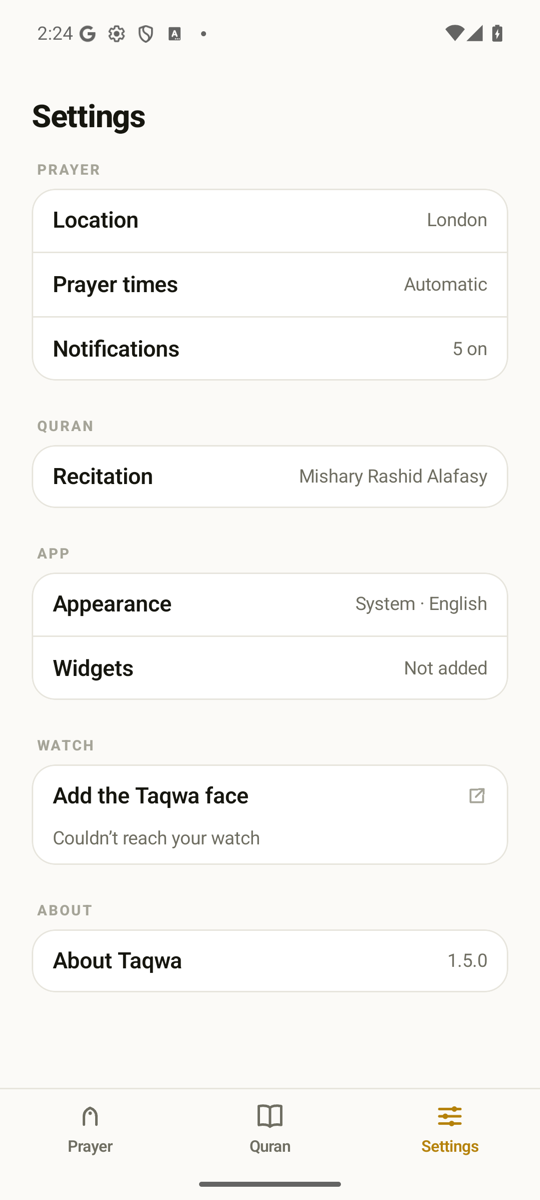 2:24
Settings
PRAYER
Location London
Prayer times Automatic
Notifications 5 on
QURAN
Recitation Mishary Rashid Alafasy
APP
Appearance System · English
Widgets Not added
WATCH
Add the Taqwa face
Couldn’t reach your watch
ABOUT
About Taqwa 1.5.0
Prayer Quran Settings